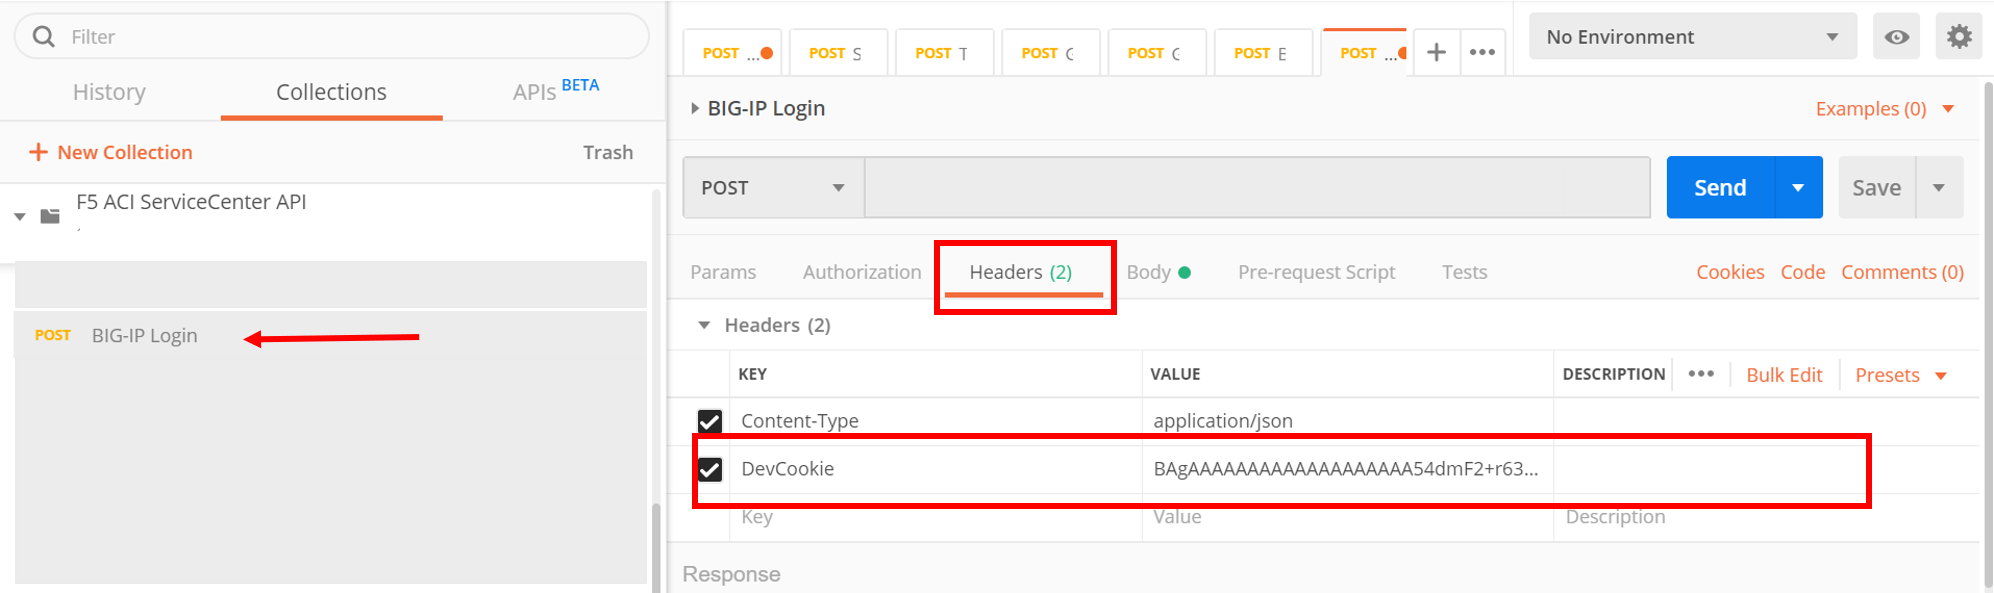 Filter
History Collections APIs BETA
+ New Collection Trash
F5 ACI ServiceCenter API
POST BIG-IP Login
POST ... POST S POST T POST POST POST E POST ... + •••
No Environment
BIG-IP Login
Examples (0)
POST
Send Save
Params Authorization Headers (2) Body Pre-request Script Tests Cookies Code Comments (0)
Headers (2)
KEY VALUE DESCRIPTION ••• Bulk Edit Presets
Content-Type application/json
DevCookie BAgAAAAAAAAAAAAAAAAAAA54dmF2+r63...
Key Value Description
Response